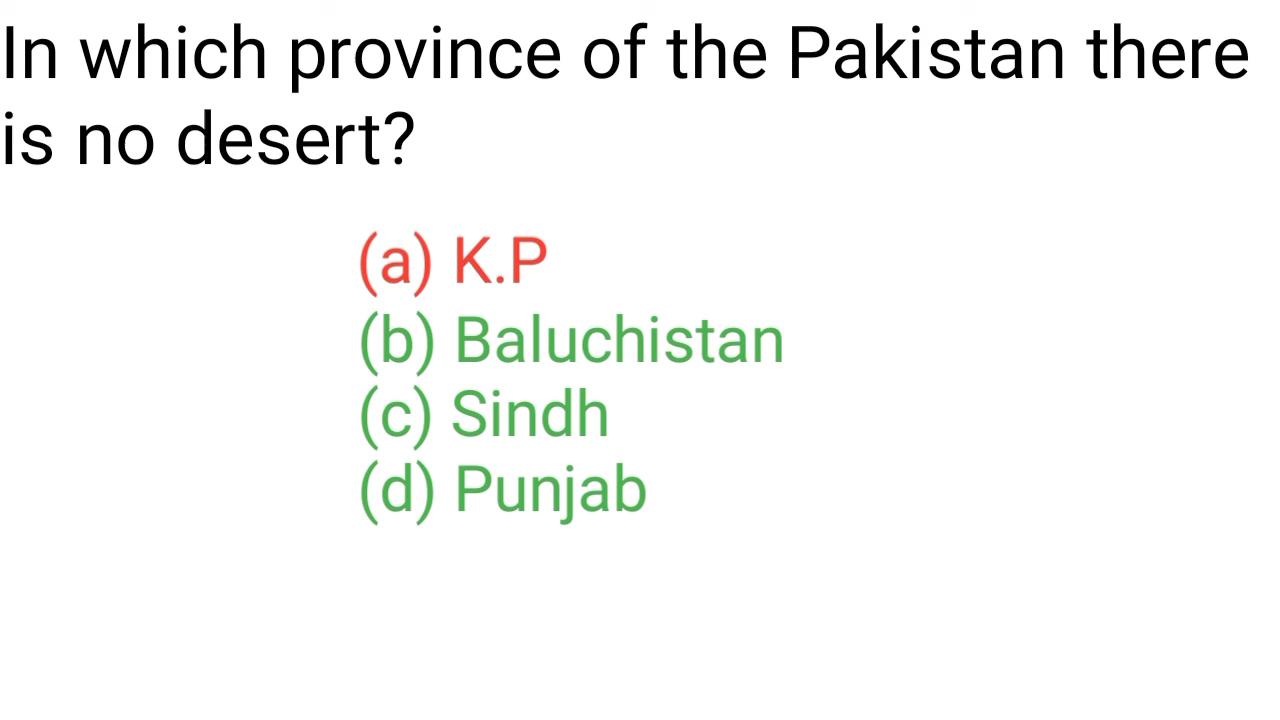 In which province of the Pakistan there
is no desert?
(a) K.P
(b) Baluchistan
(c) Sindh
(d) Punjab